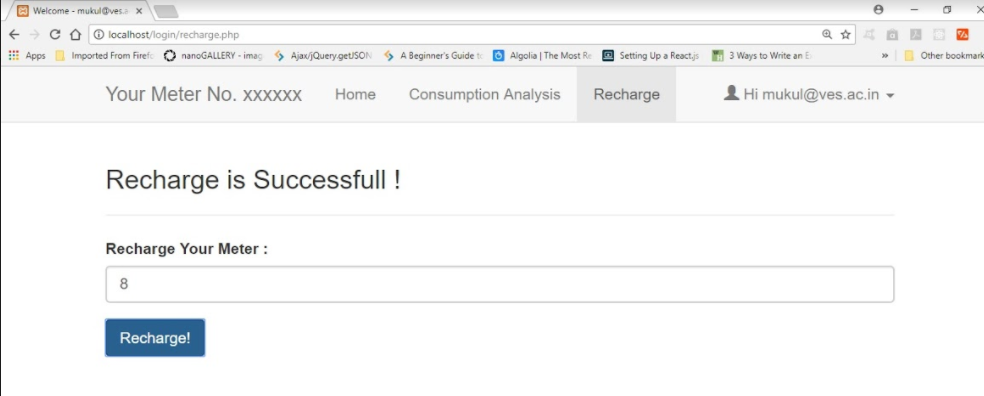 Welcome - mukul@ves.a
localhost/login/recharge.php
Apps Imported From Firefo nanoGALLERY - imag Ajax/jQuery.getJSON A Beginner's Guide to Algolia | The Most Re Setting Up a React.js 3 Ways to Write an E » Other bookmark
Your Meter No. xxxxxx Home Consumption Analysis Recharge Hi mukul@ves.ac.in
Recharge is Successfull !
Recharge Your Meter :
8
Recharge!